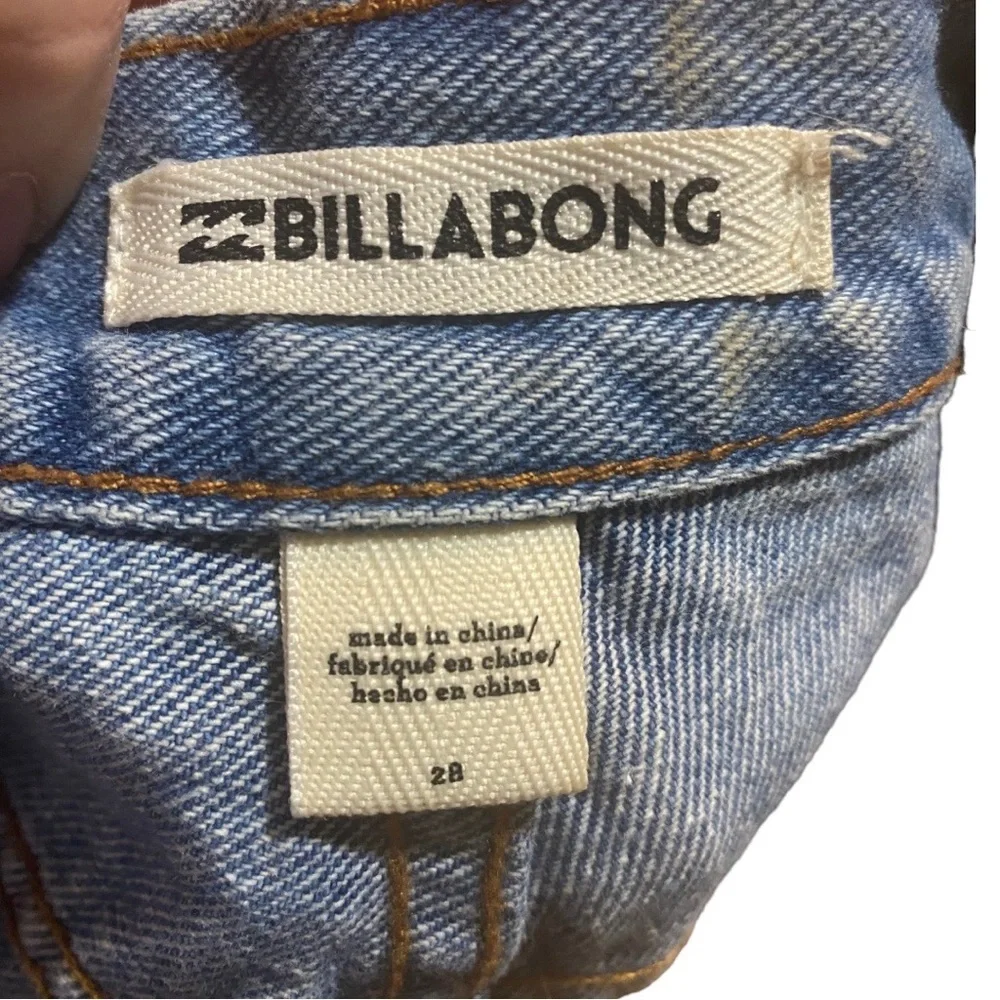 BILLABONG
made in china/
fabriqué en chine/
hecho en china
28